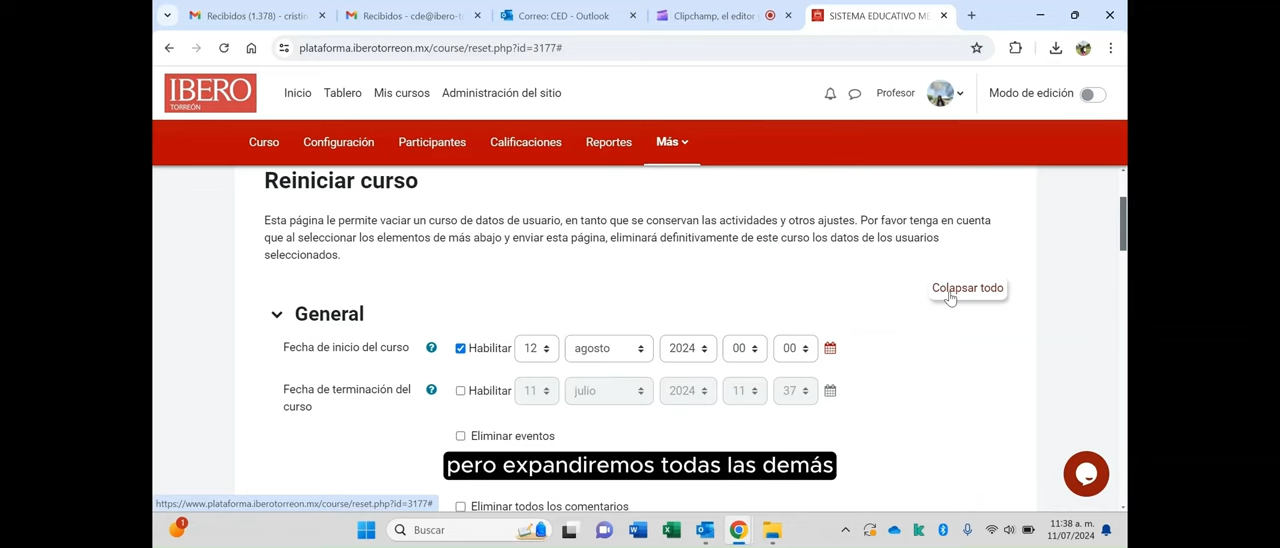 Recibidos (1,378) - cristin
Recibidos - cde@ibero-t
Correo: CED - Outlook
Clipchamp, el editor
SISTEMA EDUCATIVO ME
plataforma.iberotorreon.mx/course/reset.php?id=3177#
IBERO
TORREÓN
Inicio
Tablero
Mis cursos
Administración del sitio
Profesor
Modo de edición
Curso
Configuración
Participantes
Calificaciones
Reportes
Más
Reiniciar curso
Esta página le permite vaciar un curso de datos de usuario, en tanto que se conservan las actividades y otros ajustes. Por favor tenga en cuenta
que al seleccionar los elementos de más abajo y enviar esta página, eliminará definitivamente de este curso los datos de los usuarios
seleccionados.
Colapsar todo
General
Fecha de inicio del curso
Habilitar
12
agosto
2024
00
00
Fecha de terminación del
curso
Habilitar
11
julio
2024
11
37
Eliminar eventos
pero expandiremos todas las demás
https://www.plataforma.iberotorreon.mx/course/reset.php?id=3177#
Eliminar todos los comentarios
1
Buscar
11:38 a. m.
11/07/2024